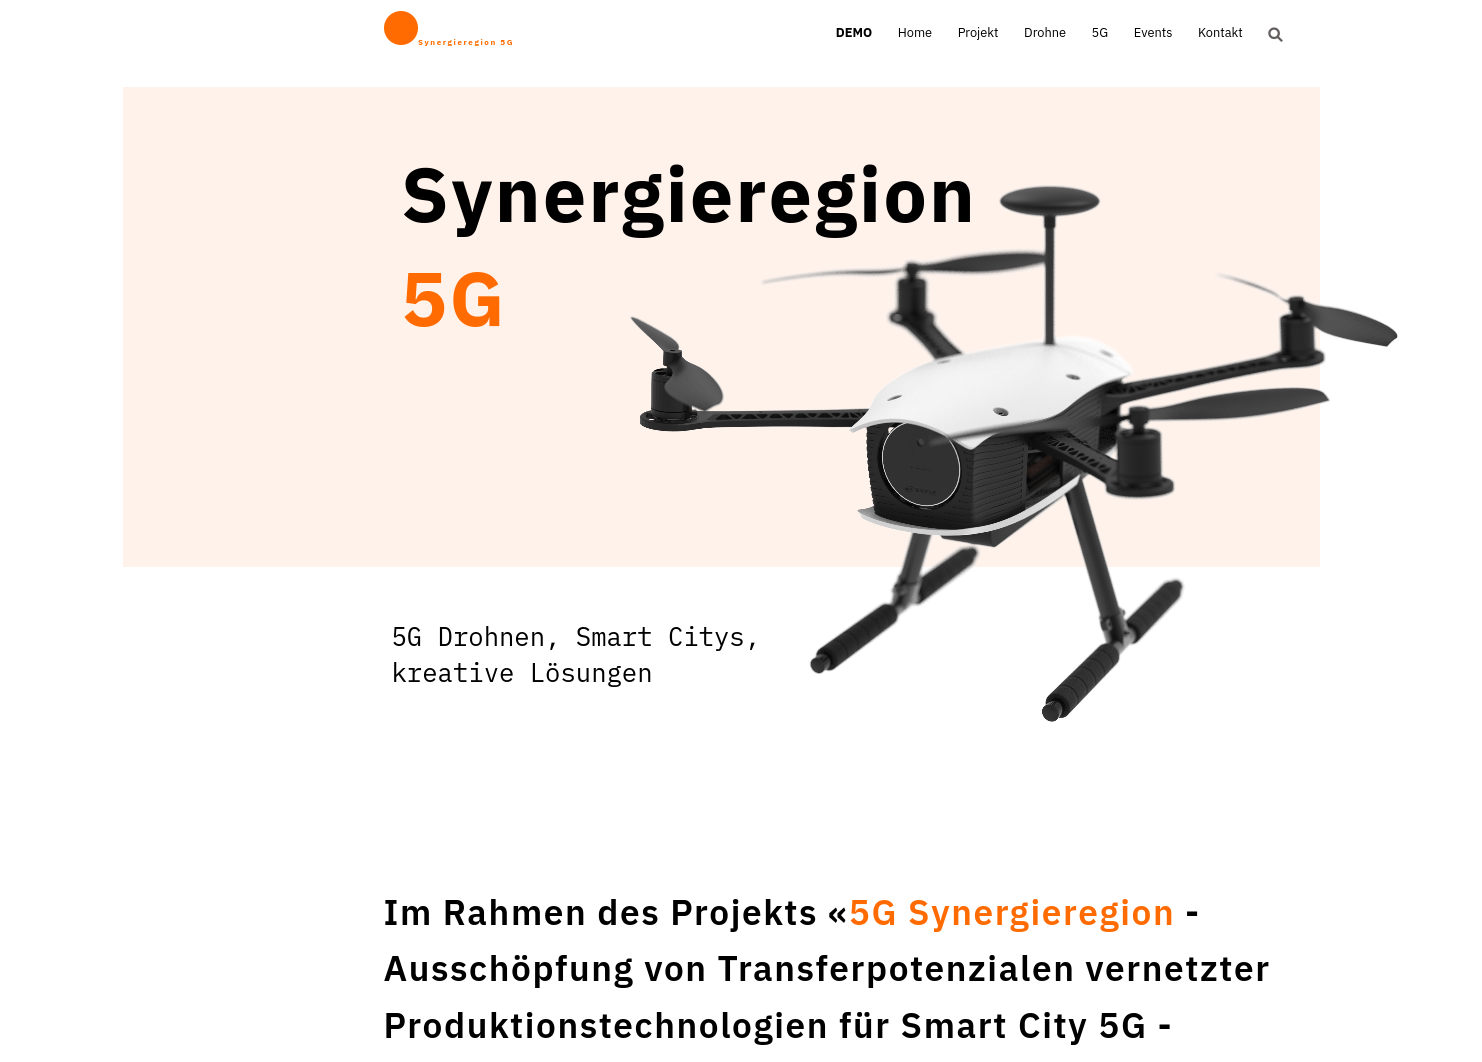 Synergieregion 5G
DEMO Home Projekt Drohne 5G Events Kontakt
Synergieregion
5G
5G Drohnen, Smart Citys,
kreative Lösungen
Im Rahmen des Projekts «5G Synergieregion -
Ausschöpfung von Transferpotenzialen vernetzter
Produktionstechnologien für Smart City 5G -